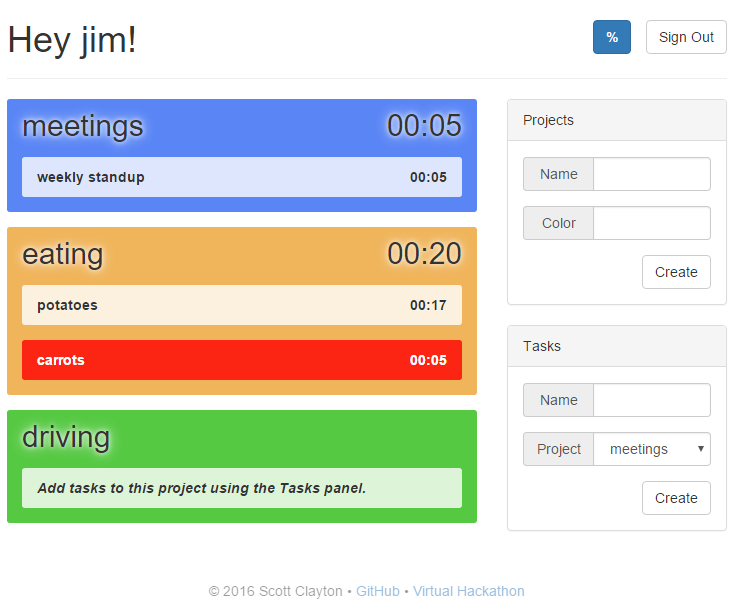 Hey jim!
%
Sign Out
meetings 00:05
weekly standup 00:05
eating 00:20
potatoes 00:17
carrots 00:05
driving
Add tasks to this project using the Tasks panel.
Projects
Name
Color
Create
Tasks
Name
Project meetings
Create
© 2016 Scott Clayton • GitHub • Virtual Hackathon